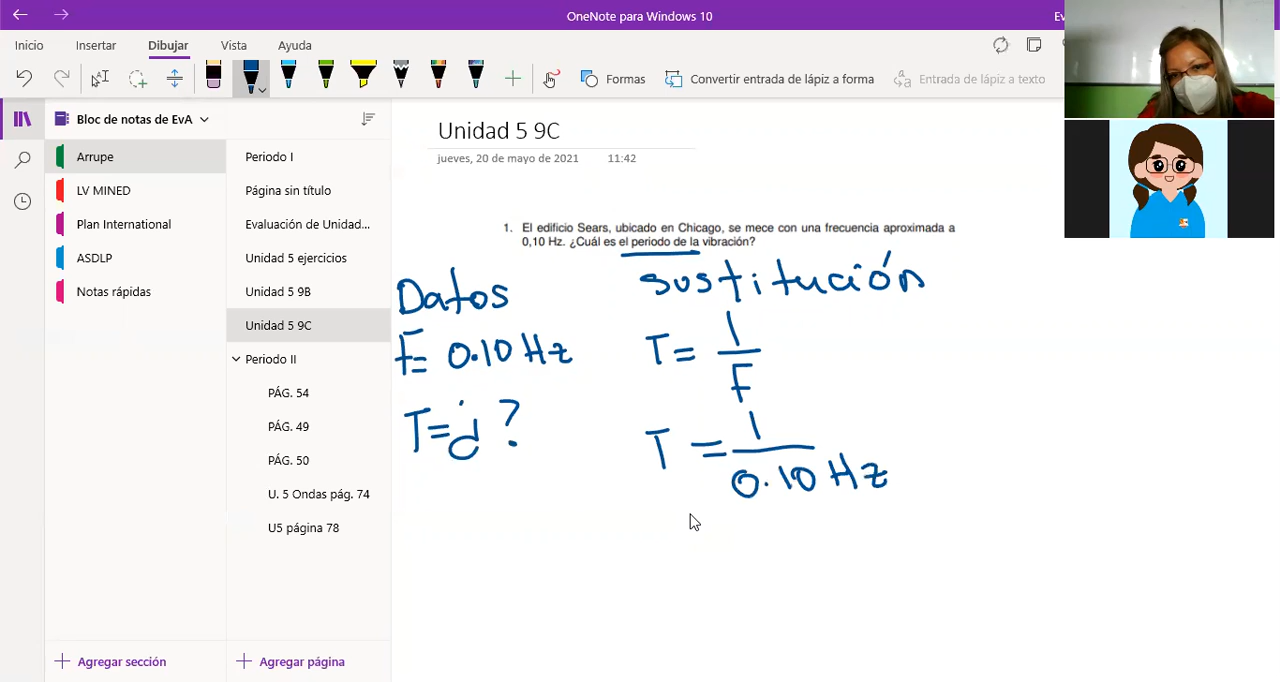 OneNote para Windows 10
Ev
Inicio Insertar Dibujar Vista Ayuda
Formas Convertir entrada de lápiz a forma Entrada de lápiz a texto
Bloc de notas de EvA
Arrupe
LV MINED
Plan International
ASDLP
Notas rápidas
Periodo I
Página sin título
Evaluación de Unidad...
Unidad 5 ejercicios
Unidad 5 9B
Unidad 5 9C
Periodo II
PÁG. 54
PÁG. 49
PÁG. 50
U. 5 Ondas pág. 74
U5 página 78
Agregar sección
Agregar página
Unidad 5 9C
jueves, 20 de mayo de 2021 11:42
1. El edificio Sears, ubicado en Chicago, se mece con una frecuencia aproximada a
0,10 Hz. ¿Cuál es el periodo de la vibración?
Datos
F= 0.10 Hz
T=¿?
sustitución
T= 1/F
T = 1/0.10 Hz